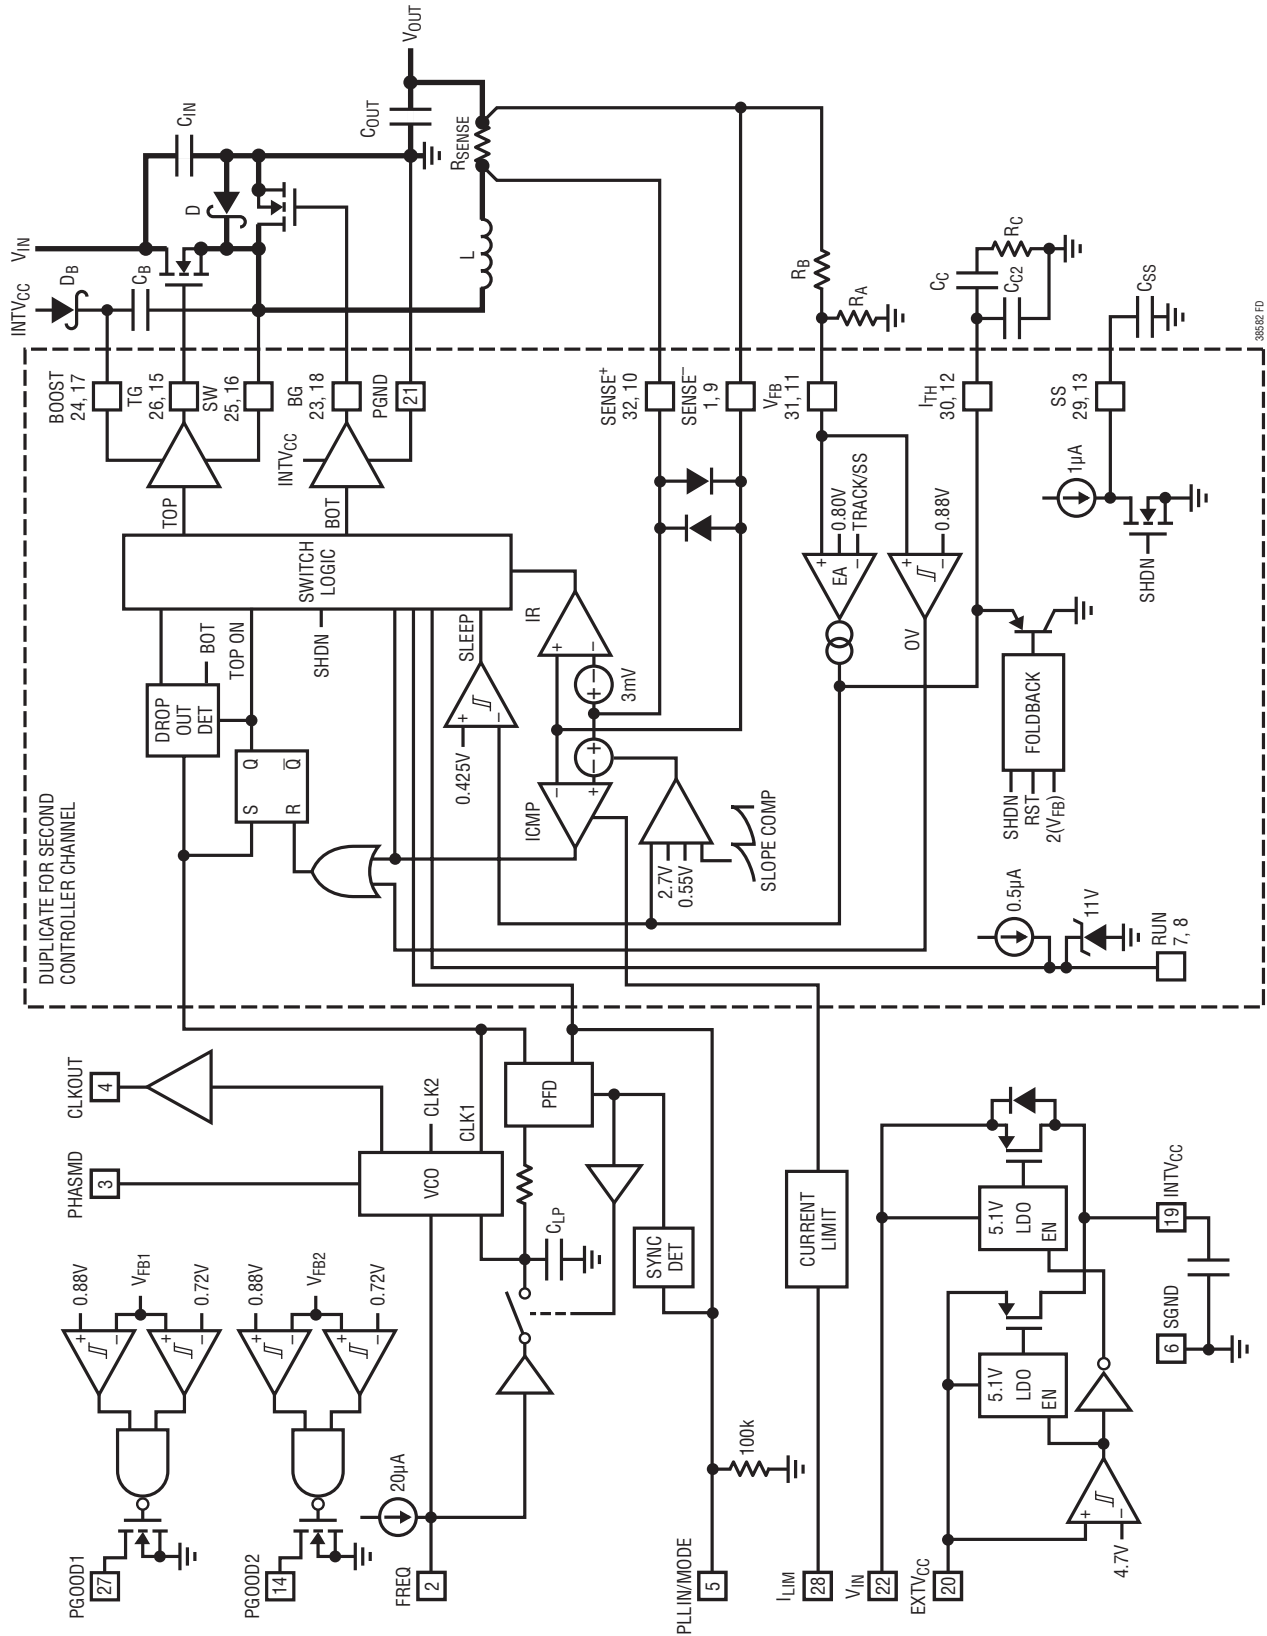 PGOOD1
27
PGOOD2
14
+
0.88V
−
VFB1
+
−
0.72V
+
0.88V
−
VFB2
+
−
0.72V
FREQ
2
20µA
PHASMD
3
CLKOUT
4
VCO
CLK2
CLK1
CLP
PFD
SYNC
DET
PLLIN/MODE
5
100k
ILIM
28
CURRENT
LIMIT
VIN
22
EXTVCC
20
4.7V
+
−
5.1V
LDO
EN
5.1V
LDO
EN
SGND
6
INTVCC
19
DUPLICATE FOR SECOND
CONTROLLER CHANNEL
DROP
OUT
DET
BOT
TOP ON
S
Q
R
Q
SHDN
SWITCH
LOGIC
TOP
BOT
INTVCC
SLEEP
0.425V
+
−
IR
+
−
3mV
− +
− +
ICMP
−
+
2.7V
0.55V
SLOPE COMP
RUN
7, 8
0.5µA
11V
OV
EA
+
−
0.80V
TRACK/SS
+
−
0.88V
FOLDBACK
SHDN
RST
2(VFB)
SHDN
1µA
BOOST
24, 17
TG
26, 15
SW
25, 16
BG
23, 18
PGND
21
SENSE+
32, 10
SENSE−
1, 9
VFB
31, 11
ITH
30, 12
SS
29, 13
INTVCC
DB
CB
VIN
CIN
D
COUT
VOUT
RSENSE
L
RB
RA
CC
CC2
RC
CSS
38582 FD